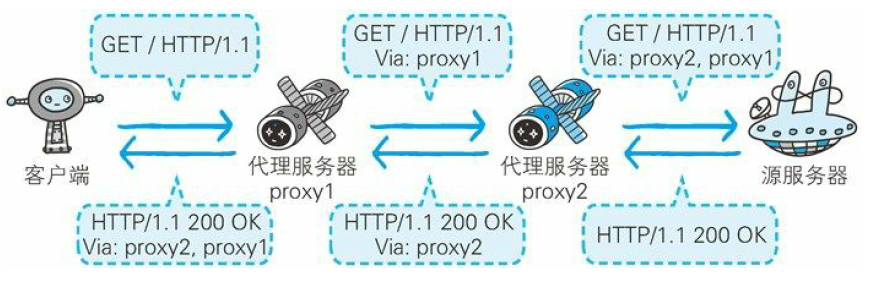 GET / HTTP/1.1
GET / HTTP/1.1
Via: proxy1
GET / HTTP/1.1
Via: proxy2, proxy1
客户端
代理服务器
proxy1
代理服务器
proxy2
源服务器
HTTP/1.1 200 OK
Via: proxy2, proxy1
HTTP/1.1 200 OK
Via: proxy2
HTTP/1.1 200 OK